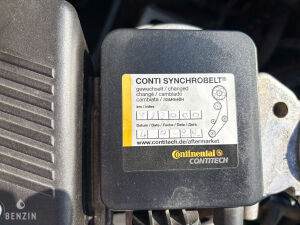 CONTI SYNCHROBELT®
gewechselt / changed
change / cambiado
cambiata / заменён
km / miles
Datum / Date / Fecha / Date / Data
www.contitech.de/aftermarket
Continental
CONTITECH
BENZIN